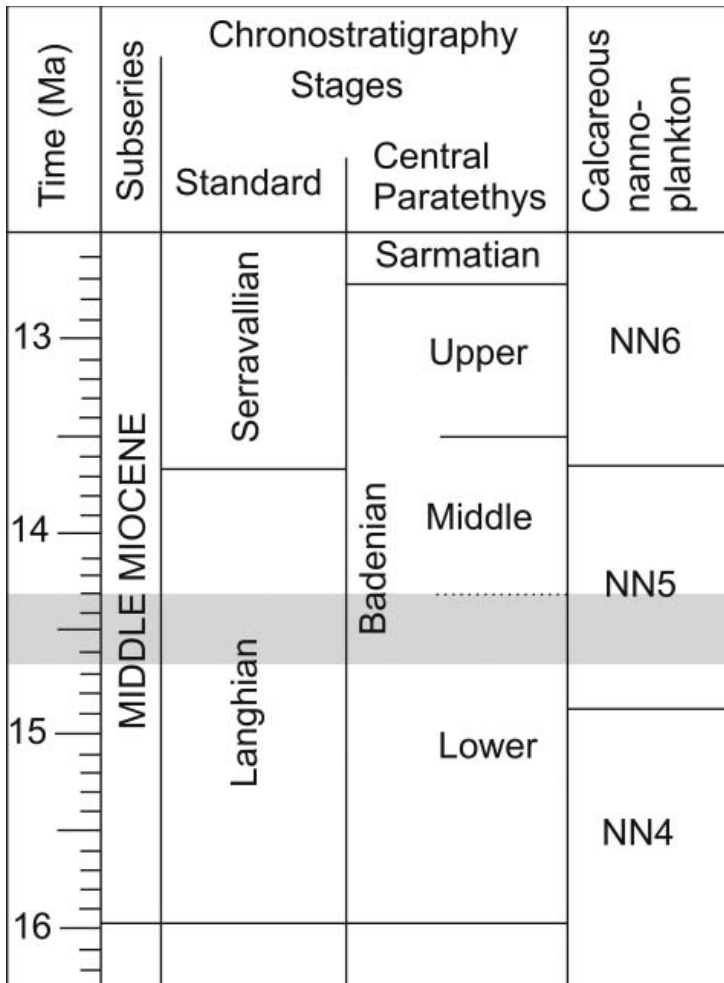 Time (Ma)
Subseries
Chronostratigraphy
Stages
Standard
Central
Paratethys
Calcareous
nanno-
plankton
13
14
15
16
MIDDLE MIOCENE
Serravallian
Langhian
Sarmatian
Badenian
Upper
Middle
Lower
NN6
NN5
NN4